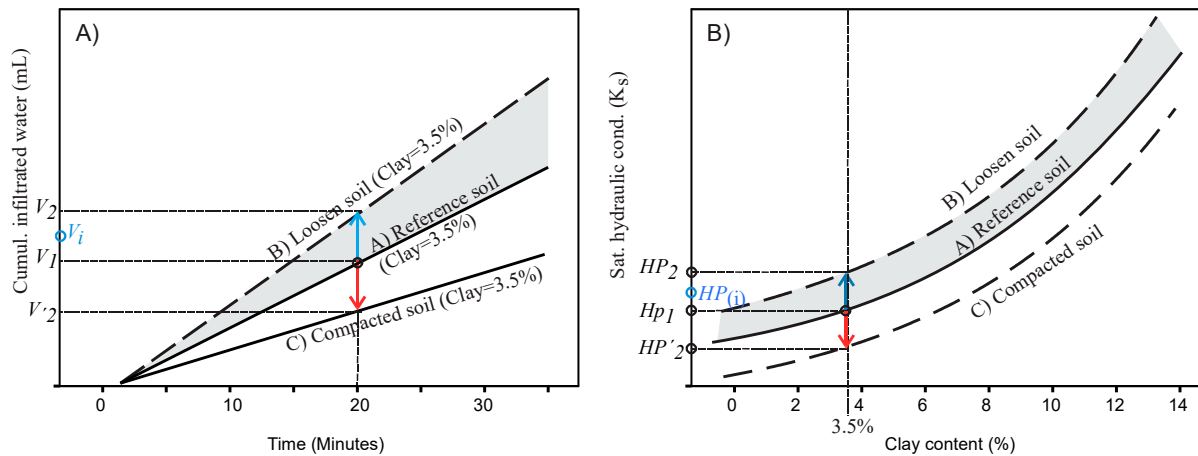 A)
Cumul. infiltrated water (mL)
V2
Vi
V1
V'2
B) Loosen soil (Clay=3.5%)
A) Reference soil
(Clay=3.5%)
C) Compacted soil (Clay=3.5%)
0
10
20
30
Time (Minutes)
B)
Sat. hydraulic cond. (Ks)
HP2
HP(i)
Hp1
HP'2
B) Loosen soil
A) Reference soil
C) Compacted soil
0
2
4
6
8
10
12
14
3.5%
Clay content (%)